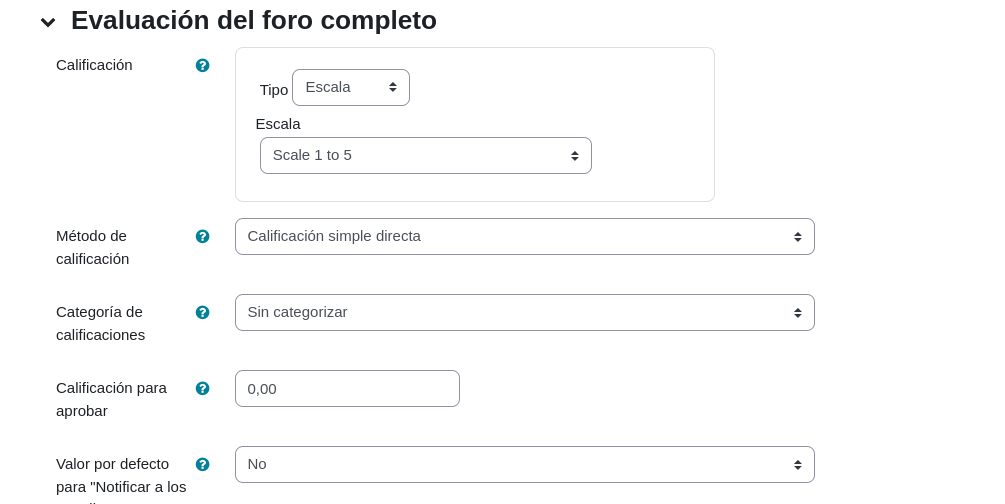 Evaluación del foro completo
Calificación
Tipo Escala
Escala
Scale 1 to 5
Método de
calificación
Calificación simple directa
Categoría de
calificaciones
Sin categorizar
Calificación para
aprobar
0,00
Valor por defecto
para "Notificar a los
No